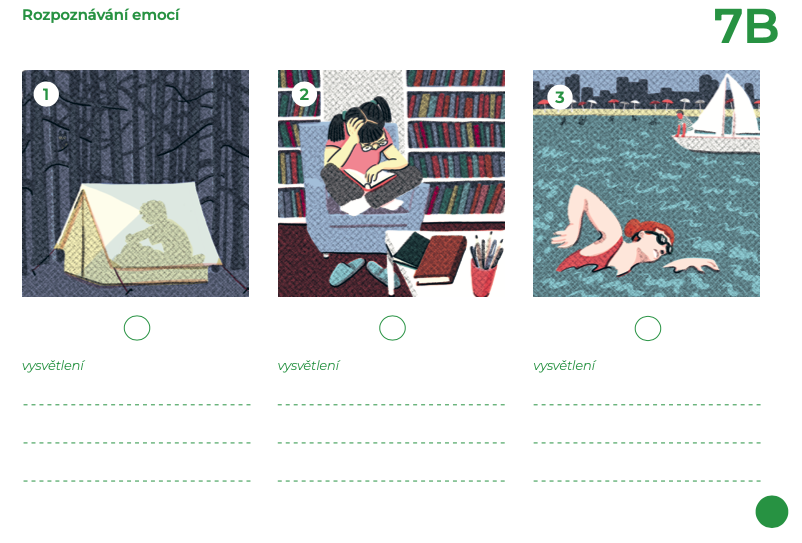 Rozpoznávání emocí
7B
1
2
3
vysvětlení
vysvětlení
vysvětlení